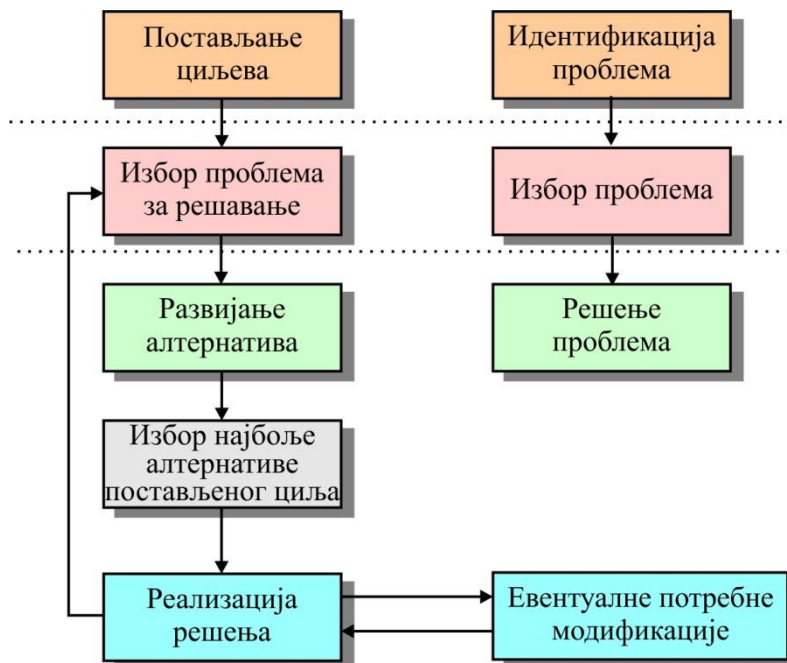 Постављање
циљева
Идентификација
проблема
Избор проблема
за решавање
Избор проблема
Развијање
алтернатива
Решење
проблема
Избор најбоље
алтернативе
постављеног циља
Реализација
решења
Евентуалне потребне
модификације